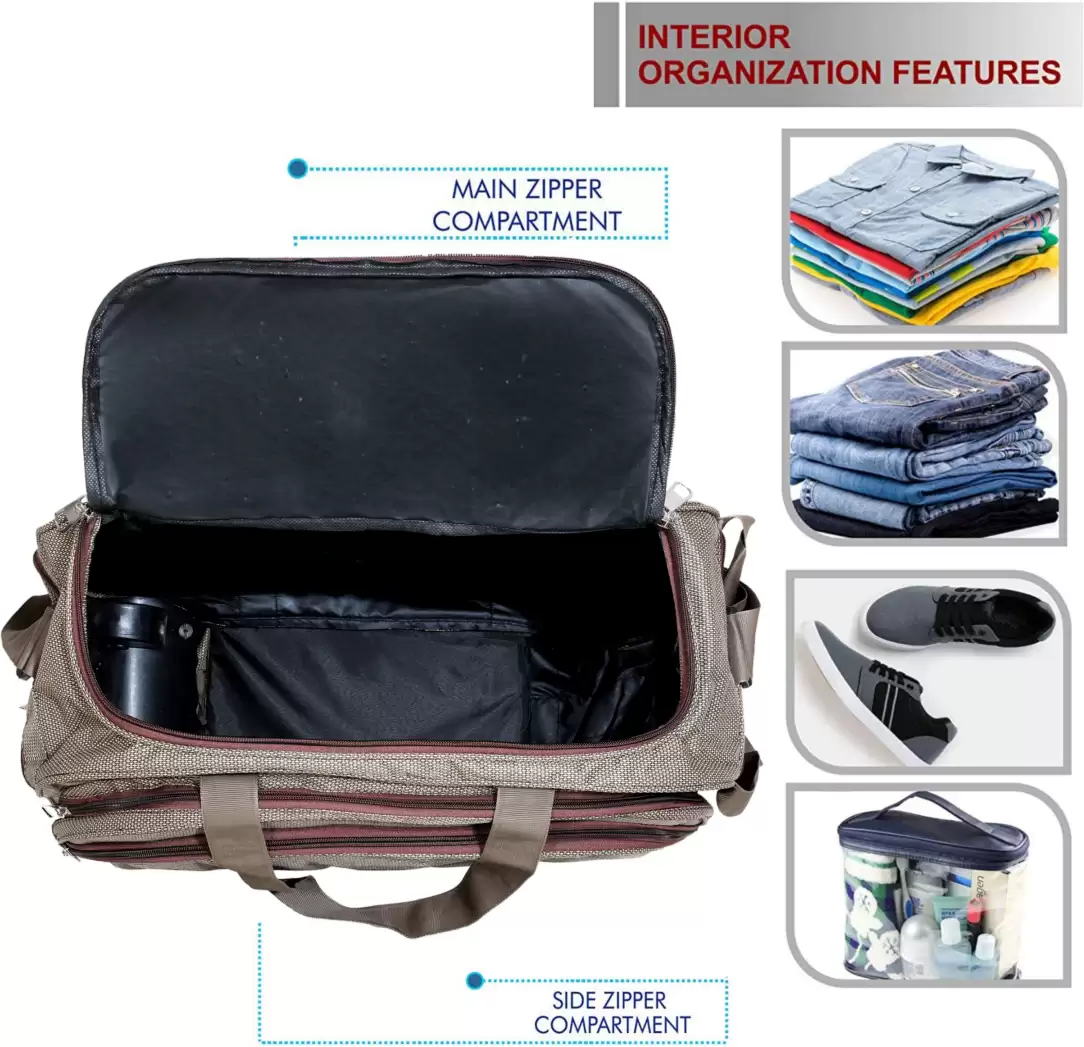 INTERIOR
ORGANIZATION FEATURES
MAIN ZIPPER
COMPARTMENT
SIDE ZIPPER
COMPARTMENT